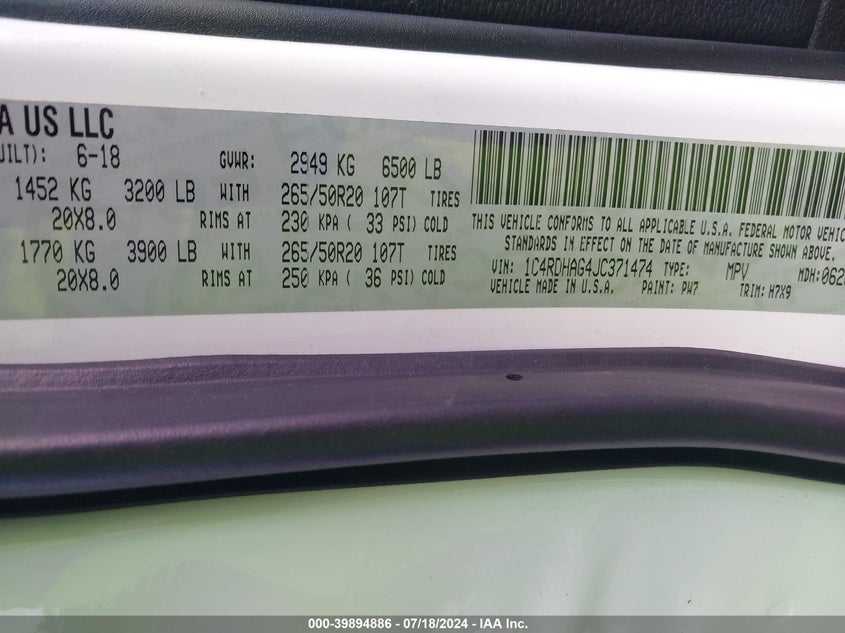 A US LLC
UILT): 6-18 GVWR: 2949 KG 6500 LB
1452 KG 3200 LB WITH 265/50R20 107T TIRES
20X8.0 RIMS AT 230 KPA ( 33 PSI) COLD
1770 KG 3900 LB WITH 265/50R20 107T TIRES
20X8.0 RIMS AT 250 KPA ( 36 PSI) COLD
THIS VEHICLE CONFORMS TO ALL APPLICABLE U.S.A. FEDERAL MOTOR VEHIC
STANDARDS IN EFFECT ON THE DATE OF MANUFACTURE SHOWN ABOVE.
VIN: 1C4RDHAG4JC371474 TYPE: MPV MDH:062
VEHICLE MADE IN U.S.A. PAINT: PW7 TRIM: H7X9
000-39894886 - 07/18/2024 - IAA Inc.